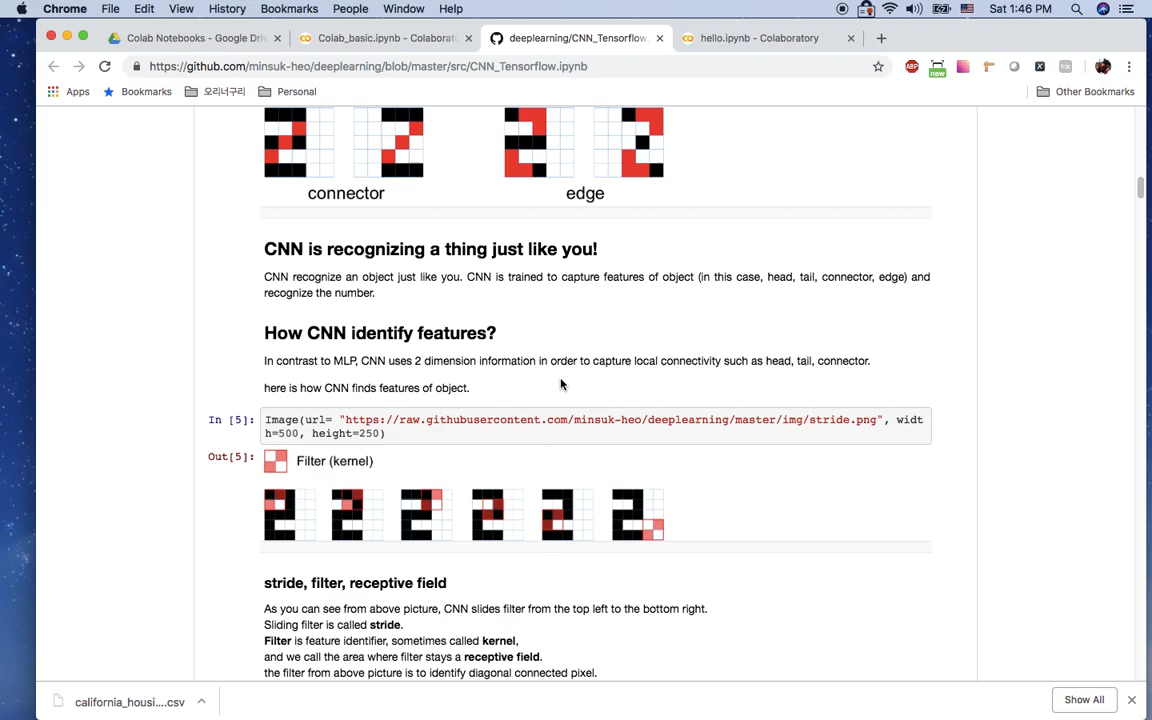 Chrome File Edit View History Bookmarks People Window Help Sat 1:46 PM
Colab Notebooks - Google Driv
Colab_basic.ipynb - Colaborato
deeplearning/CNN_Tensorflow.
hello.ipynb - Colaboratory
https://github.com/minsuk-heo/deeplearning/blob/master/src/CNN_Tensorflow.ipynb
ABP
new
Apps Bookmarks 오리너구리 Personal Other Bookmarks
connector edge
CNN is recognizing a thing just like you!
CNN recognize an object just like you. CNN is trained to capture features of object (in this case, head, tail, connector, edge) and
recognize the number.
How CNN identify features?
In contrast to MLP, CNN uses 2 dimension information in order to capture local connectivity such as head, tail, connector.
here is how CNN finds features of object.
In [5]: Image(url= "https://raw.githubusercontent.com/minsuk-heo/deeplearning/master/img/stride.png", widt
h=500, height=250)
Out[5]: Filter (kernel)
stride, filter, receptive field
As you can see from above picture, CNN slides filter from the top left to the bottom right.
Sliding filter is called stride.
Filter is feature identifier, sometimes called kernel,
and we call the area where filter stays a receptive field.
the filter from above picture is to identify diagonal connected pixel.
california_housi....csv
Show All